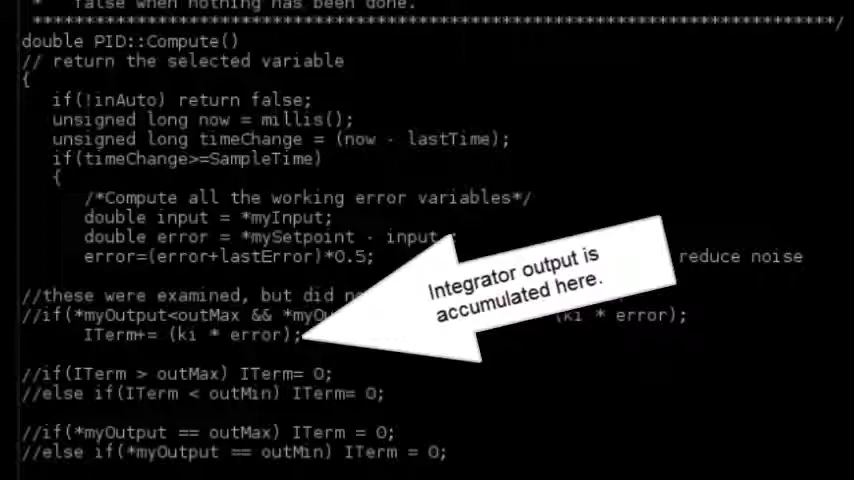 * false when nothing has been done.
**********************************************************************************/
double PID::Compute()
// return the selected variable
{
if(!inAuto) return false;
unsigned long now = millis();
unsigned long timeChange = (now - lastTime);
if(timeChange>=SampleTime)
{
/*Compute all the working error variables*/
double input = *myInput;
double error = *mySetpoint - input;
error=(error+lastError)*0.5; reduce noise
//these were examined, but did
//if(*myOutput<outMax && (ki * error);
ITerm+= (ki * error);
Integrator output is
accumulated here.
//if(ITerm > outMax) ITerm= 0;
//else if(ITerm < outMin) ITerm= 0;
//if(*myOutput == outMax) ITerm = 0;
//else if(*myOutput == outMin) ITerm = 0;